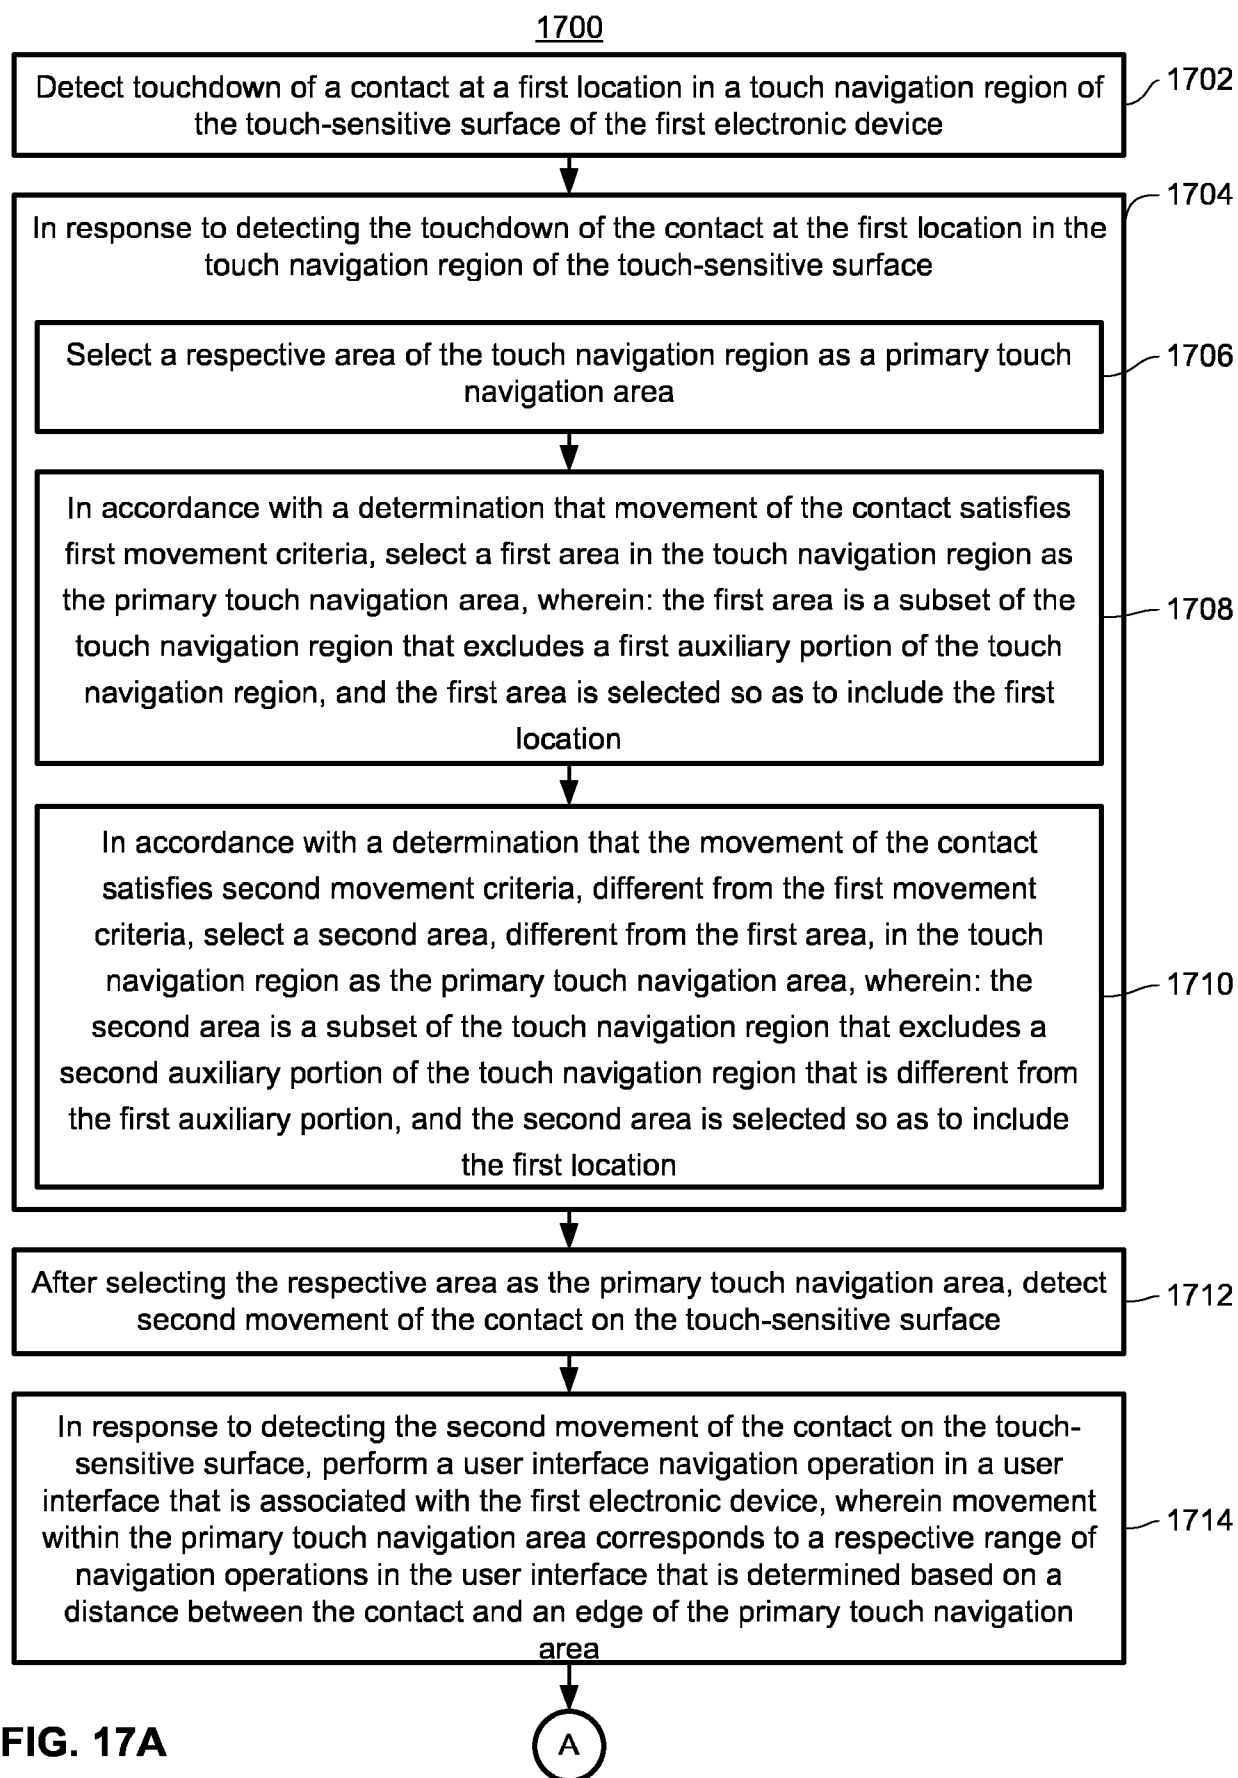 1700
Detect touchdown of a contact at a first location in a touch navigation region of
the touch-sensitive surface of the first electronic device
1702
1704
In response to detecting the touchdown of the contact at the first location in the
touch navigation region of the touch-sensitive surface
Select a respective area of the touch navigation region as a primary touch
navigation area
1706
In accordance with a determination that movement of the contact satisfies
first movement criteria, select a first area in the touch navigation region as
the primary touch navigation area, wherein: the first area is a subset of the
touch navigation region that excludes a first auxiliary portion of the touch
navigation region, and the first area is selected so as to include the first
location
1708
In accordance with a determination that the movement of the contact
satisfies second movement criteria, different from the first movement
criteria, select a second area, different from the first area, in the touch
navigation region as the primary touch navigation area, wherein: the
second area is a subset of the touch navigation region that excludes a
second auxiliary portion of the touch navigation region that is different from
the first auxiliary portion, and the second area is selected so as to include
the first location
1710
After selecting the respective area as the primary touch navigation area, detect
second movement of the contact on the touch-sensitive surface
1712
In response to detecting the second movement of the contact on the touch-
sensitive surface, perform a user interface navigation operation in a user
interface that is associated with the first electronic device, wherein movement
within the primary touch navigation area corresponds to a respective range of
navigation operations in the user interface that is determined based on a
distance between the contact and an edge of the primary touch navigation
area
1714
A
FIG. 17A